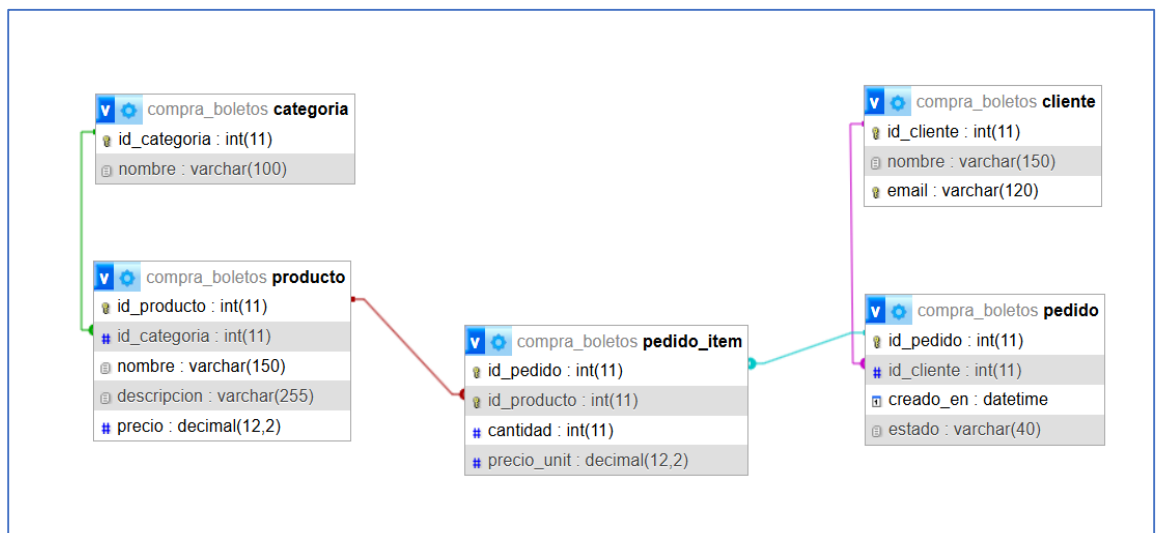 compra_boletos categoria
id_categoria : int(11)
nombre : varchar(100)
compra_boletos cliente
id_cliente : int(11)
nombre : varchar(150)
email : varchar(120)
compra_boletos producto
id_producto : int(11)
id_categoria : int(11)
nombre : varchar(150)
descripcion : varchar(255)
precio : decimal(12,2)
compra_boletos pedido_item
id_pedido : int(11)
id_producto : int(11)
cantidad : int(11)
precio_unit : decimal(12,2)
compra_boletos pedido
id_pedido : int(11)
id_cliente : int(11)
creado_en : datetime
estado : varchar(40)